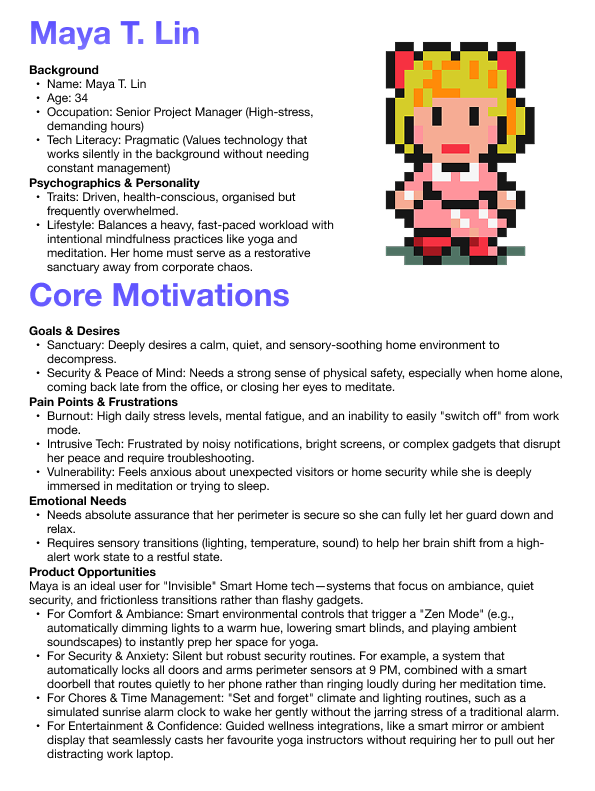 Maya T. Lin
Background
• Name: Maya T. Lin
• Age: 34
• Occupation: Senior Project Manager (High-stress,
demanding hours)
• Tech Literacy: Pragmatic (Values technology that
works silently in the background without needing
constant management)
Psychographics & Personality
• Traits: Driven, health-conscious, organised but
frequently overwhelmed.
• Lifestyle: Balances a heavy, fast-paced workload with
intentional mindfulness practices like yoga and
meditation. Her home must serve as a restorative
sanctuary away from corporate chaos.
Core Motivations
Goals & Desires
• Sanctuary: Deeply desires a calm, quiet, and sensory-soothing home environment to
decompress.
• Security & Peace of Mind: Needs a strong sense of physical safety, especially when home alone,
coming back late from the office, or closing her eyes to meditate.
Pain Points & Frustrations
• Burnout: High daily stress levels, mental fatigue, and an inability to easily "switch off" from work
mode.
• Intrusive Tech: Frustrated by noisy notifications, bright screens, or complex gadgets that disrupt
her peace and require troubleshooting.
• Vulnerability: Feels anxious about unexpected visitors or home security while she is deeply
immersed in meditation or trying to sleep.
Emotional Needs
• Needs absolute assurance that her perimeter is secure so she can fully let her guard down and
relax.
• Requires sensory transitions (lighting, temperature, sound) to help her brain shift from a high-
alert work state to a restful state.
Product Opportunities
Maya is an ideal user for "Invisible" Smart Home tech—systems that focus on ambiance, quiet
security, and frictionless transitions rather than flashy gadgets.
• For Comfort & Ambiance: Smart environmental controls that trigger a "Zen Mode" (e.g.,
automatically dimming lights to a warm hue, lowering smart blinds, and playing ambient
soundscapes) to instantly prep her space for yoga.
• For Security & Anxiety: Silent but robust security routines. For example, a system that
automatically locks all doors and arms perimeter sensors at 9 PM, combined with a smart
doorbell that routes quietly to her phone rather than ringing loudly during her meditation time.
• For Chores & Time Management: "Set and forget" climate and lighting routines, such as a
simulated sunrise alarm clock to wake her gently without the jarring stress of a traditional alarm.
• For Entertainment & Confidence: Guided wellness integrations, like a smart mirror or ambient
display that seamlessly casts her favourite yoga instructors without requiring her to pull out her
distracting work laptop.